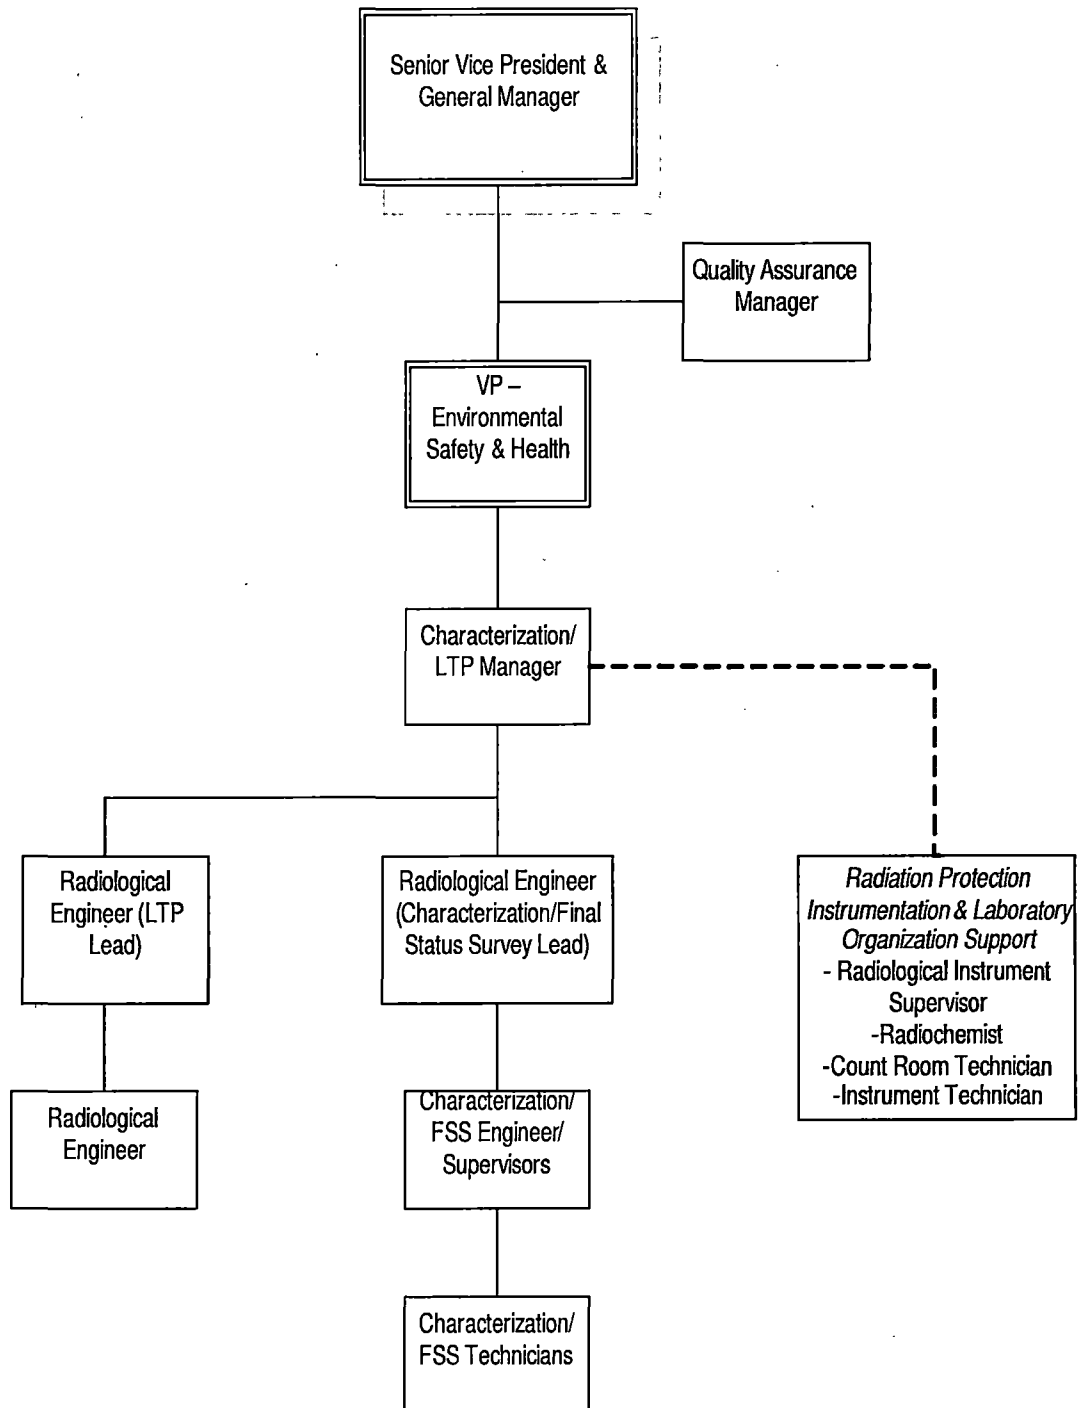 Senior Vice President &
General Manager
Quality Assurance
Manager
VP –
Environmental
Safety & Health
Characterization/
LTP Manager
Radiological
Engineer (LTP
Lead)
Radiological Engineer
(Characterization/Final
Status Survey Lead)
Radiation Protection
Instrumentation & Laboratory
Organization Support
- Radiological Instrument
Supervisor
-Radiochemist
-Count Room Technician
-Instrument Technician
Radiological
Engineer
Characterization/
FSS Engineer/
Supervisors
Characterization/
FSS Technicians